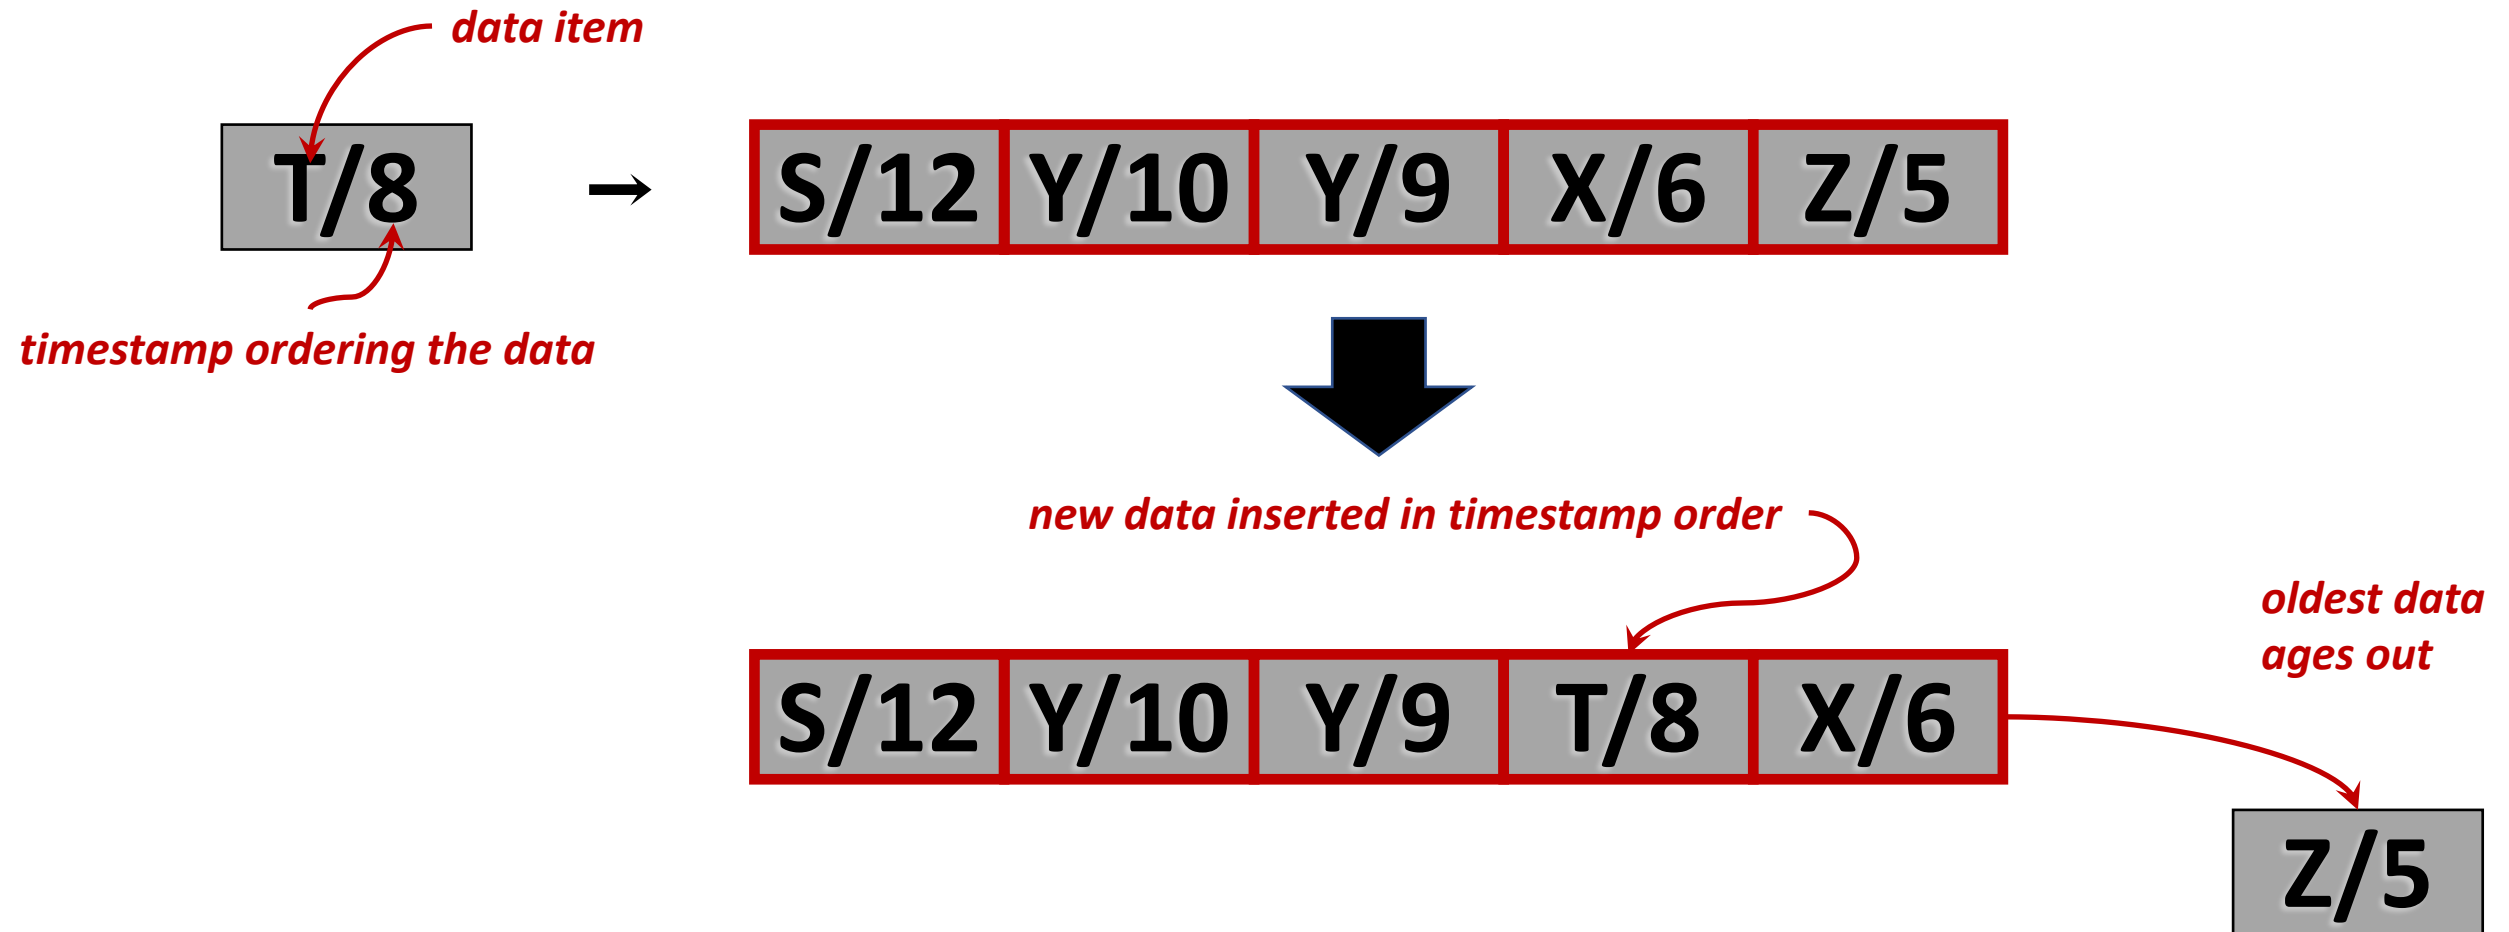 data item
T/8
S/12 Y/10 Y/9 X/6 Z/5
timestamp ordering the data
new data inserted in timestamp order
oldest data
ages out
S/12 Y/10 Y/9 T/8 X/6
Z/5